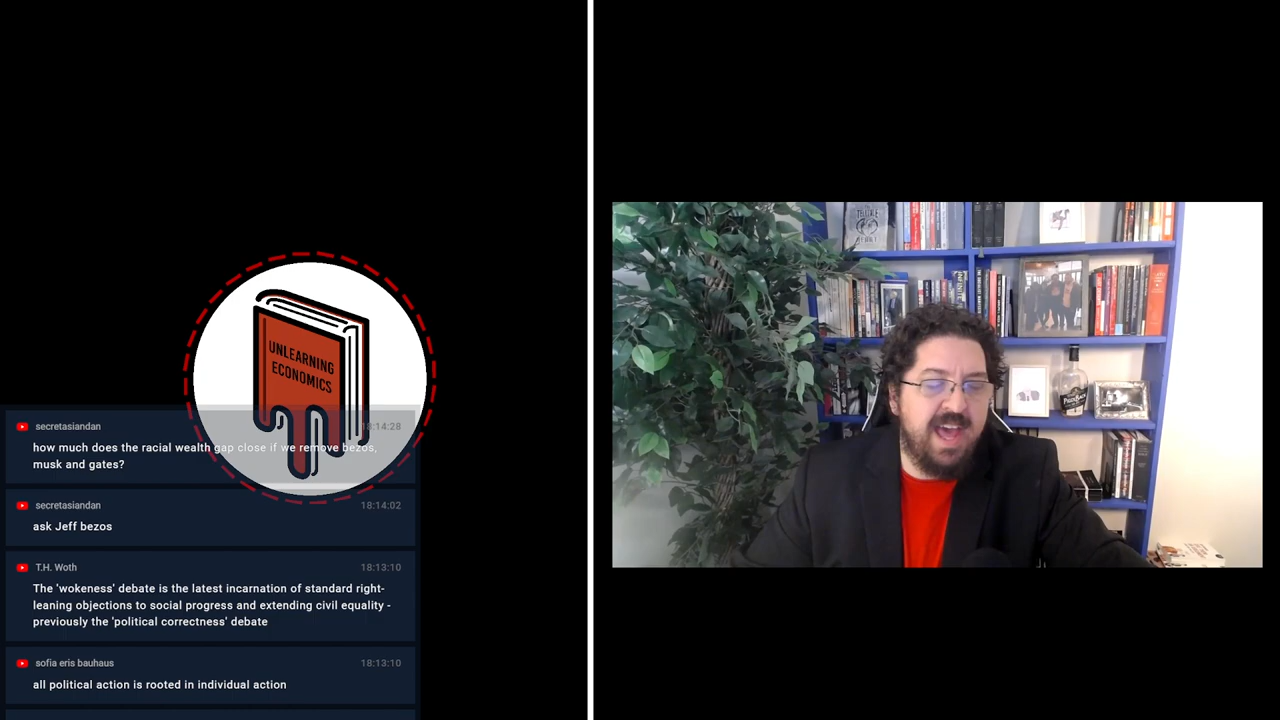 UNLEARNING
ECONOMICS
secretasiandan
18:14:28
how much does the racial wealth gap close if we remove bezos,
musk and gates?
secretasiandan
18:14:02
ask Jeff bezos
T.H. Woth
18:13:10
The 'wokeness' debate is the latest incarnation of standard right-
leaning objections to social progress and extending civil equality -
previously the 'political correctness' debate
sofia eris bauhaus
18:13:10
all political action is rooted in individual action